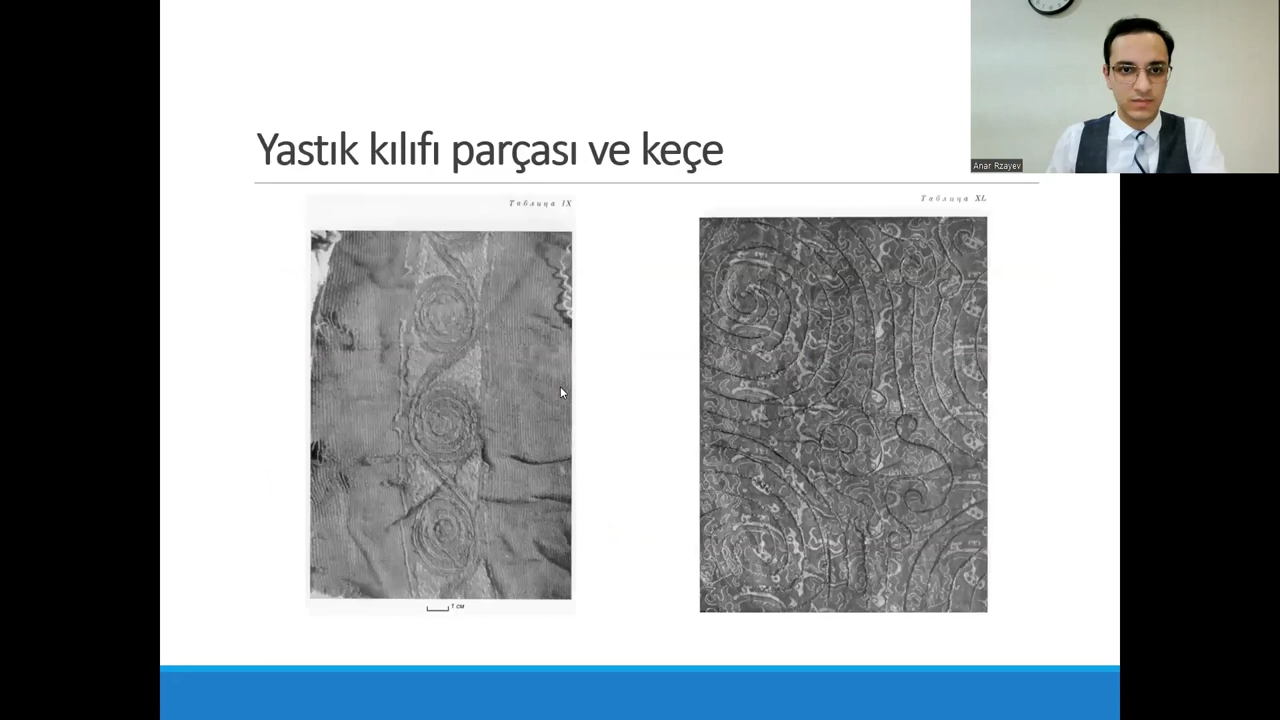 Yastık kılıfı parçası ve keçe
Anar Rzayev
Таблица IX
Таблица XL
1 см